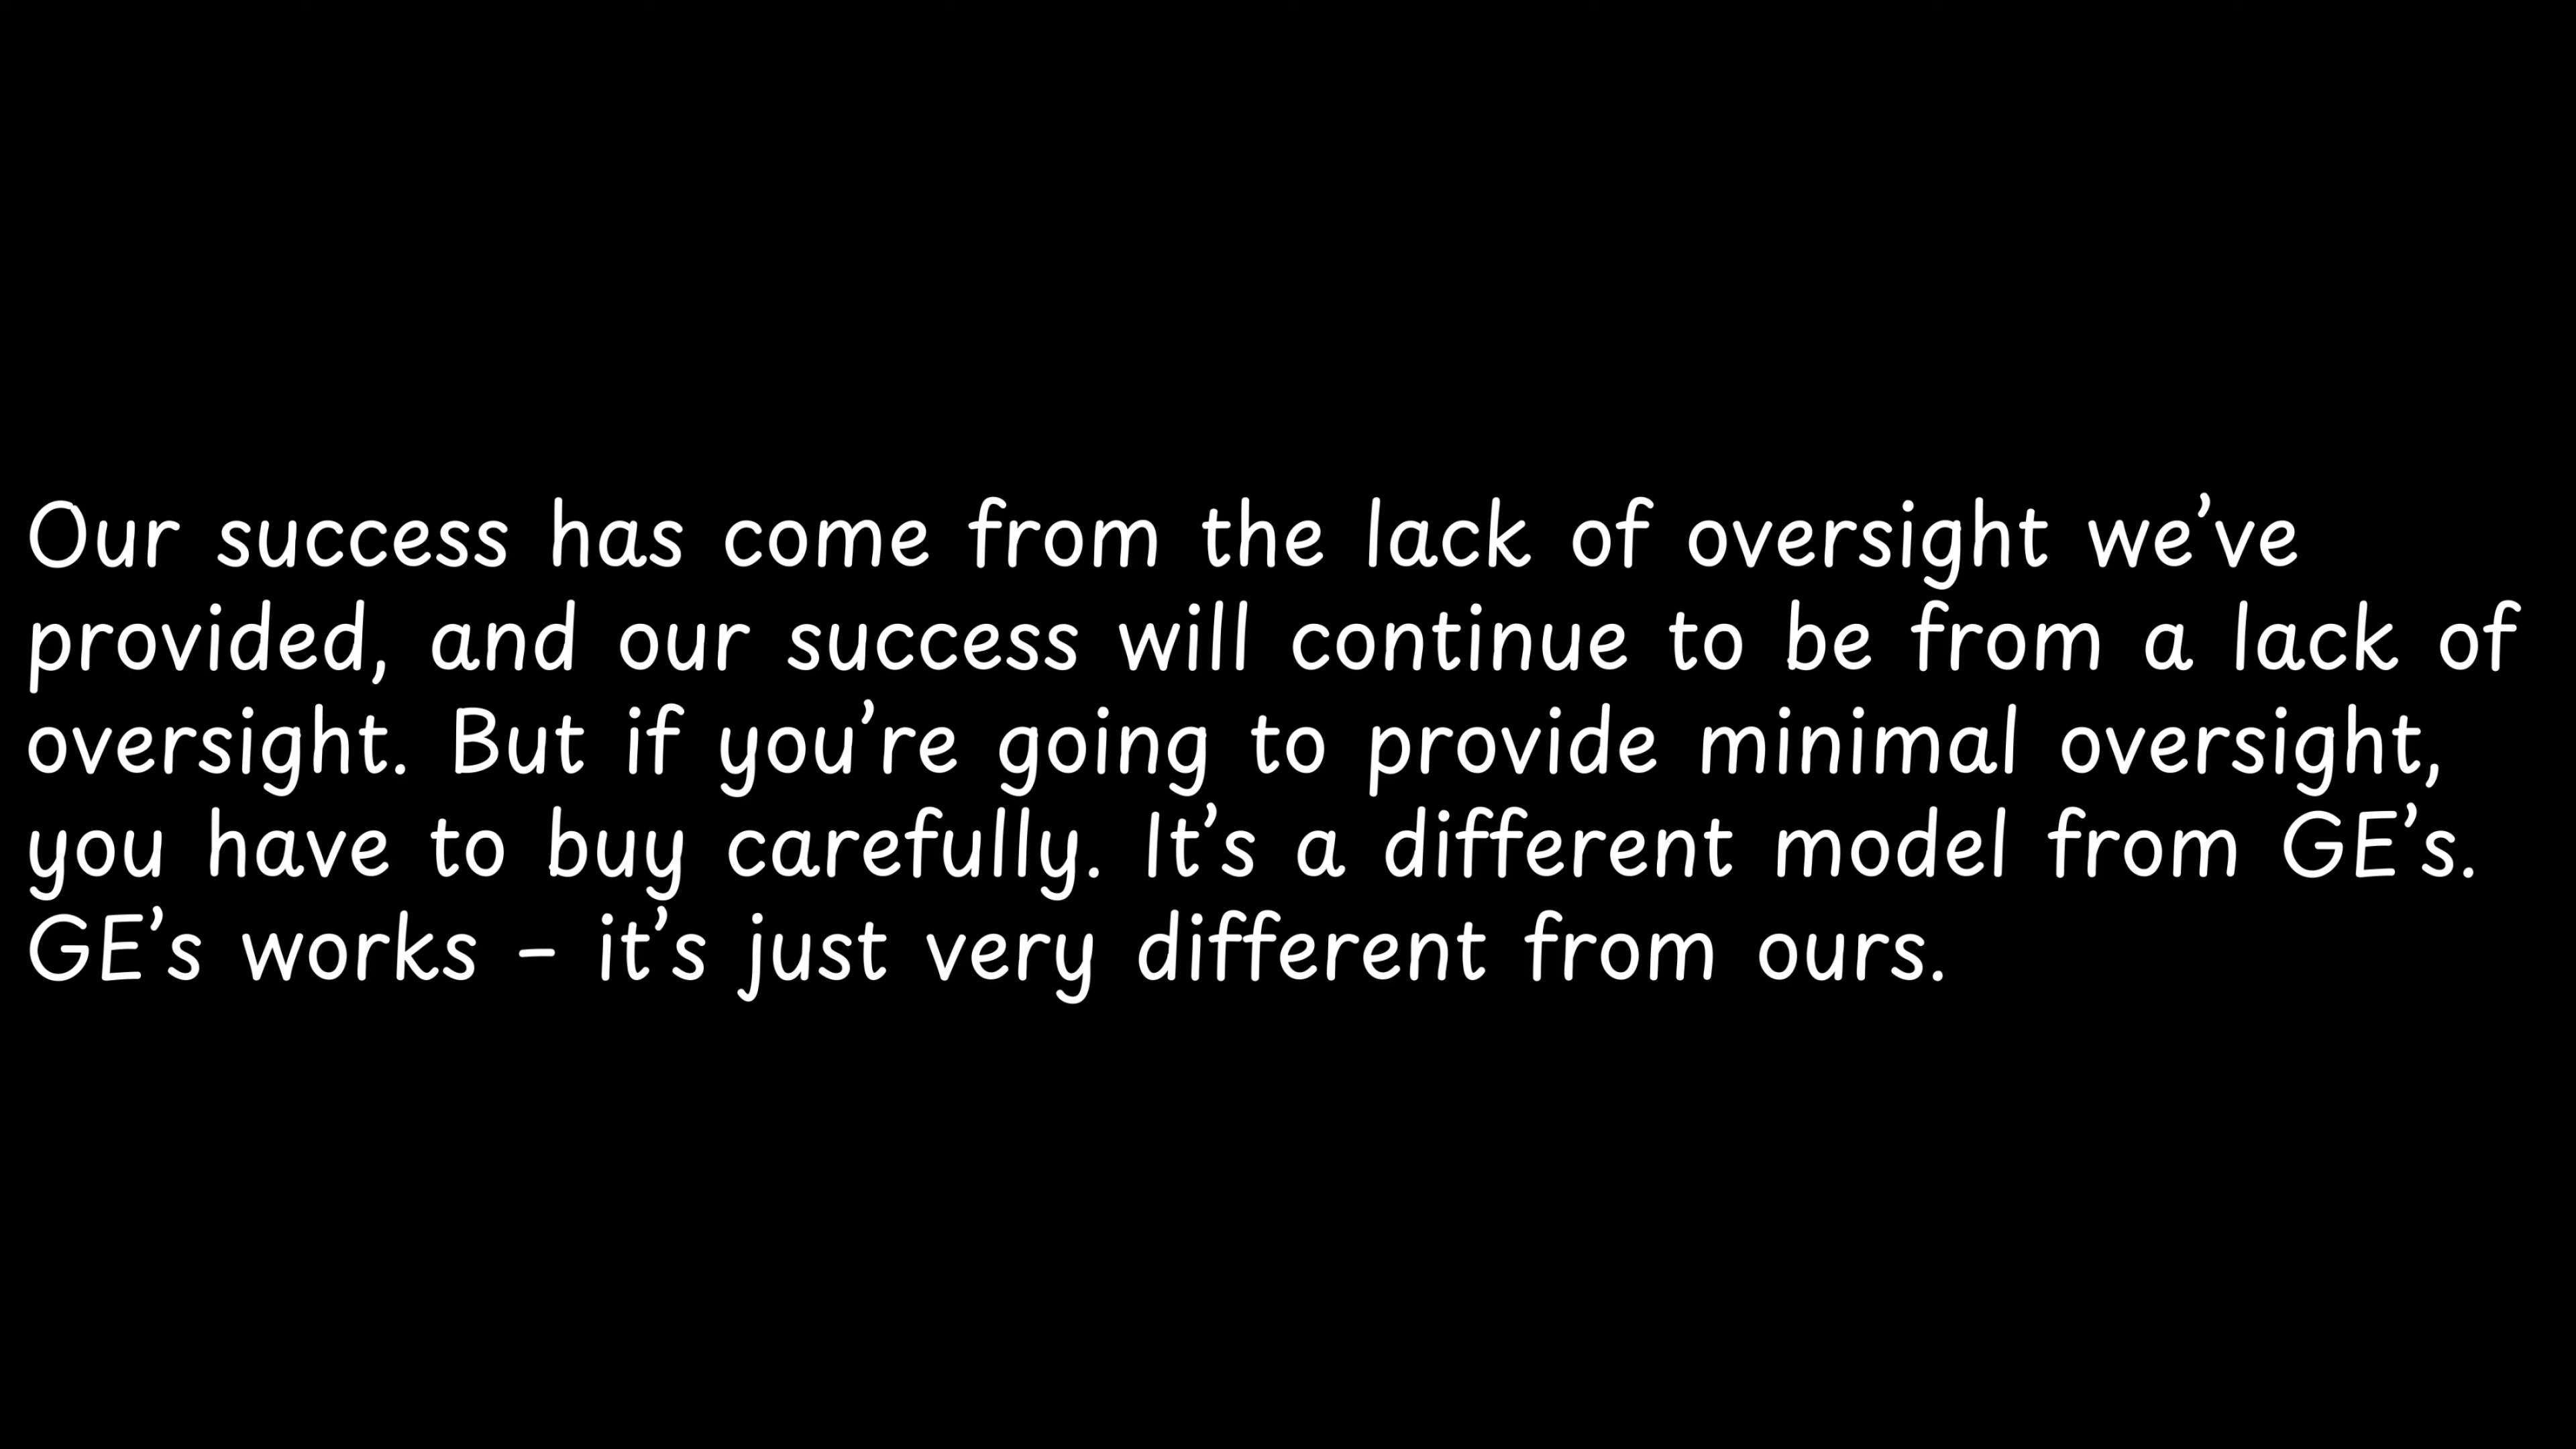 Our success has come from the lack of oversight we’ve
provided, and our success will continue to be from a lack of
oversight. But if you’re going to provide minimal oversight,
you have to buy carefully. It’s a different model from GE’s.
GE’s works – it’s just very different from ours.